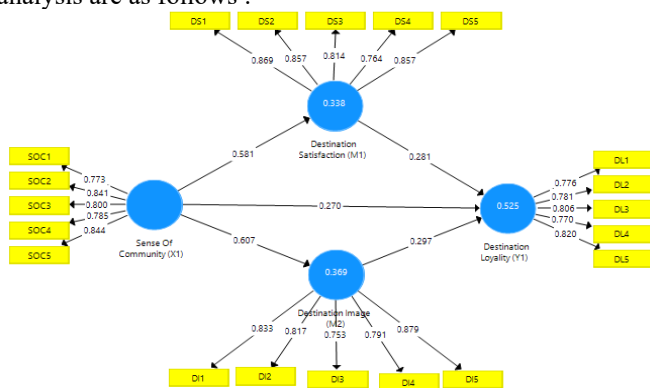 analysis are as follows :
DS1 DS2 DS3 DS4 DS5
0.869 0.857 0.814 0.764 0.857
0.338
Destination
Satisfaction (M1)
0.581 0.281
SOC1
SOC2
SOC3
SOC4
SOC5
0.773
0.841
0.800
0.785
0.844
Sense Of
Community (X1)
0.270
0.525
Destination
Loyality (Y1)
0.776
0.781
0.806
0.770
0.820
DL1
DL2
DL3
DL4
DL5
0.607 0.297
0.369
Destination Image
(M2)
0.833 0.817 0.753 0.791 0.879
DI1 DI2 DI3 DI4 DI5